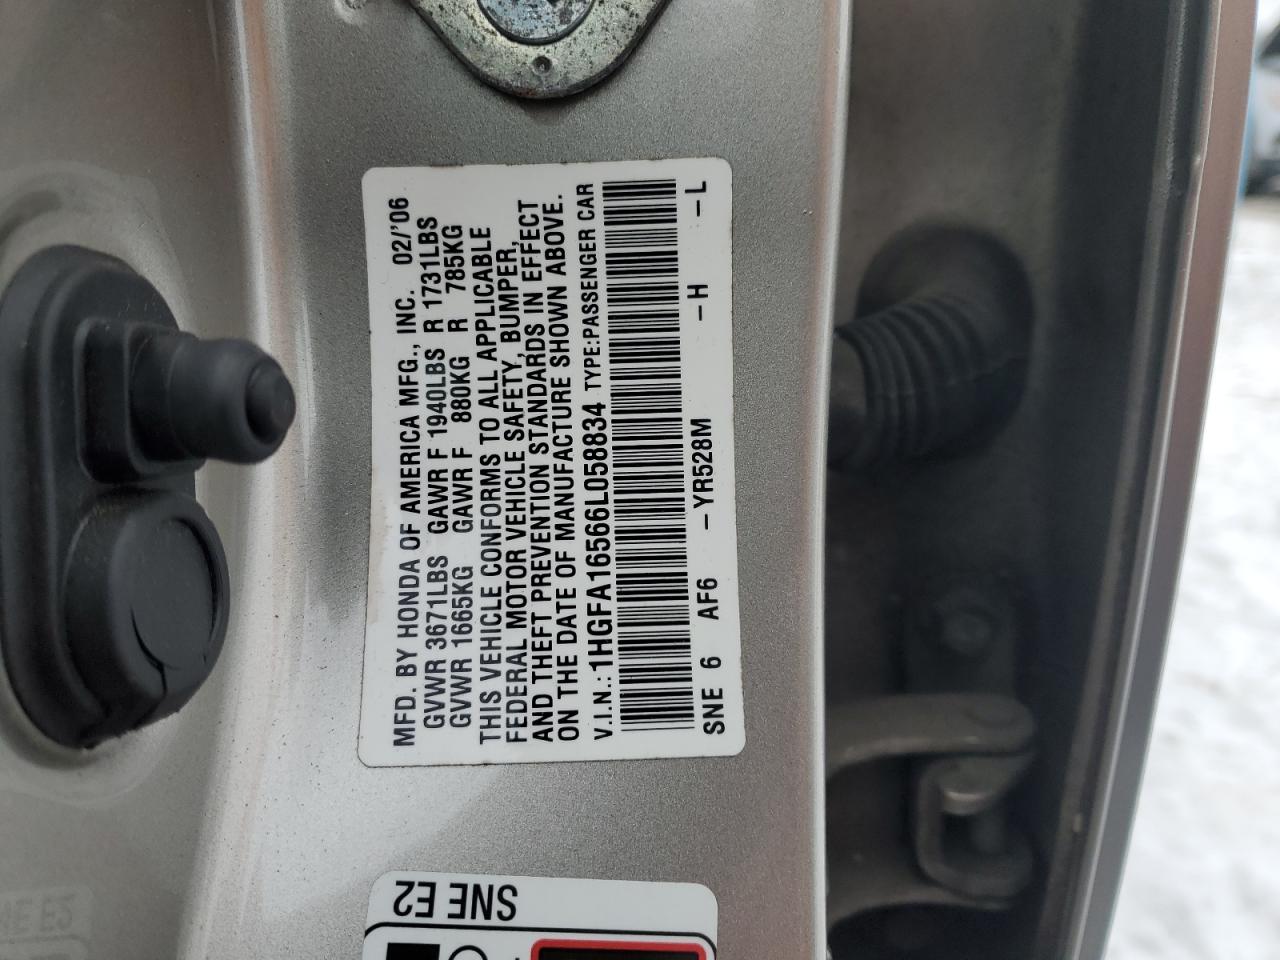 MFD. BY HONDA OF AMERICA MFG., INC. 02/'06
GVWR 3671LBS GAWR F 1940LBS R 1731LBS
GVWR 1665KG GAWR F 880KG R 785KG
THIS VEHICLE CONFORMS TO ALL APPLICABLE
FEDERAL MOTOR VEHICLE SAFETY, BUMPER,
AND THEFT PREVENTION STANDARDS IN EFFECT
ON THE DATE OF MANUFACTURE SHOWN ABOVE.
V.I.N.:1HGFA16566L058834 TYPE:PASSENGER CAR
SNE 6 AF6 -YR528M -H -L
SNE E2